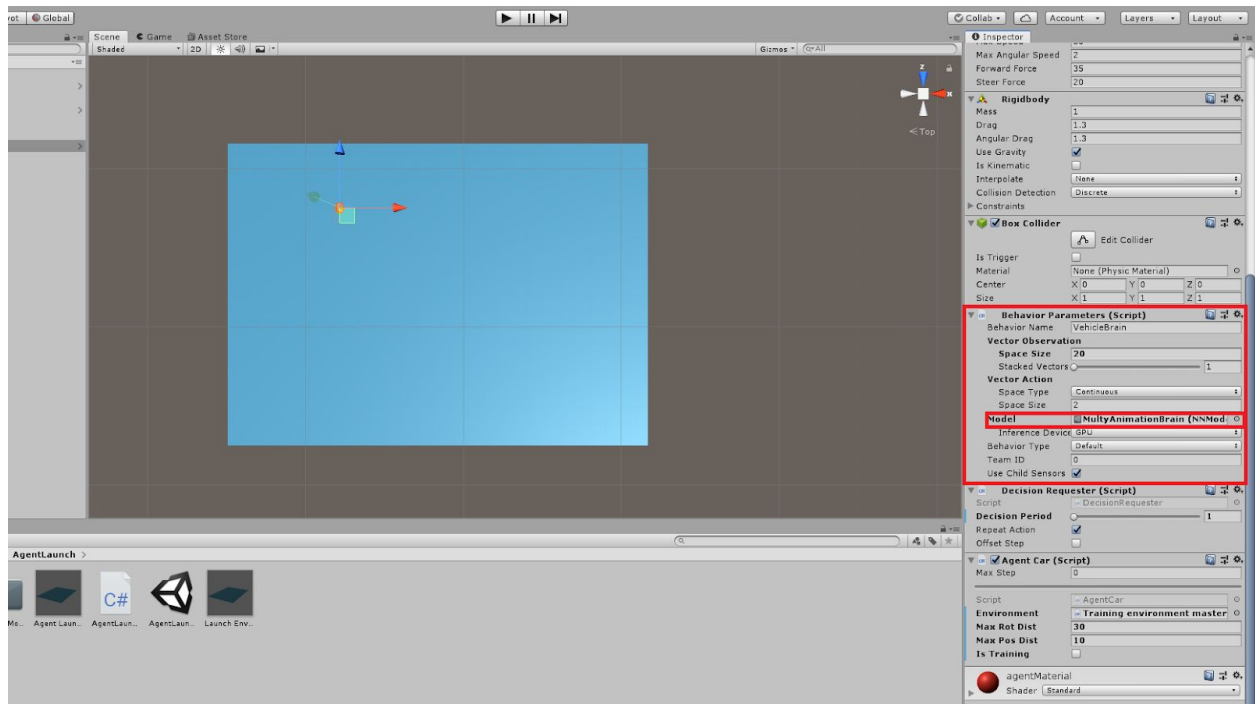 vot Global
Collab Account Layers Layout
Scene Game Asset Store
Inspector
Shaded 2D Gizmos All
Max Angular Speed 2
Forward Force 35
Steer Force 20
z
x
< Top
Rigidbody
Mass 1
Drag 1.3
Angular Drag 1.3
Use Gravity
Is Kinematic
Interpolate None
Collision Detection Discrete
Constraints
Box Collider
Edit Collider
Is Trigger
Material None (Physic Material)
Center X 0 Y 0 Z 0
Size X 1 Y 1 Z 1
Behavior Parameters (Script)
Behavior Name VehicleBrain
Vector Observation
Space Size 20
Stacked Vectors 1
Vector Action
Space Type Continuous
Space Size 2
Model MultyAnimationBrain (NNMod
Inference Device GPU
Behavior Type Default
Team ID 0
Use Child Sensors
Decision Requester (Script)
Script DecisionRequester
Decision Period 1
Repeat Action
Offset Step
AgentLaunch >
Agent Car (Script)
Max Step 0
Script AgentCar
Environment Training environment master
Max Rot Dist 30
Max Pos Dist 10
Is Training
C#
Mo... Agent Laun... AgentLaun... AgentLaun... Launch Env...
agentMaterial
Shader Standard